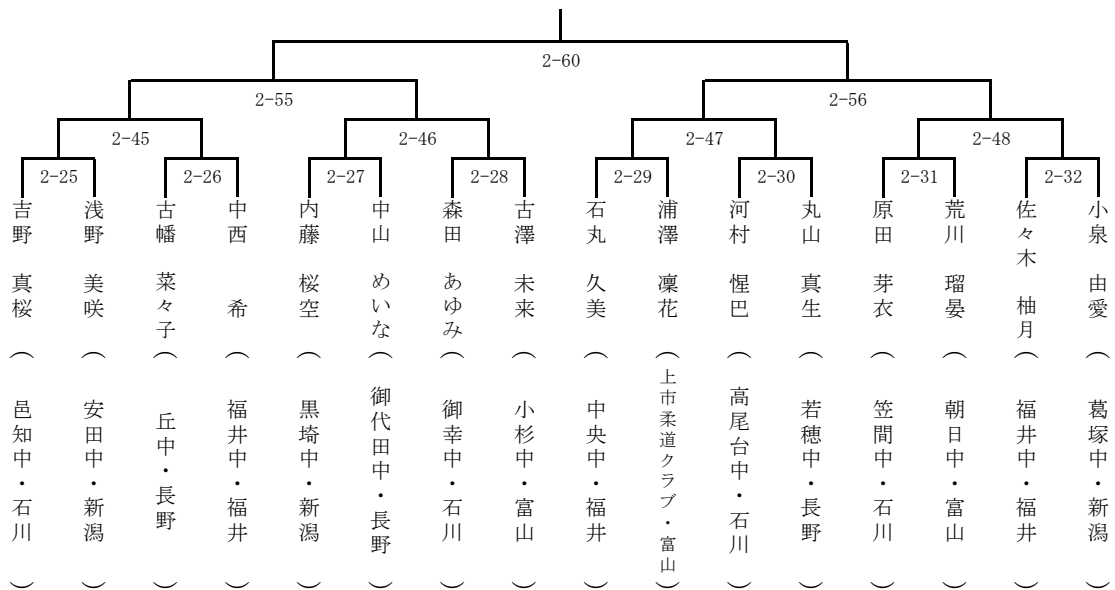 2-60
2-55
2-56
2-45
2-46
2-47
2-48
2-25
2-26
2-27
2-28
2-29
2-30
2-31
2-32
吉野 真桜(邑知中・石川)
浅野 美咲(安田中・新潟)
古幡 菜々子(丘中・長野)
中西 希(福井中・福井)
内藤 桜空(黒埼中・新潟)
中山 めいな(御代田中・長野)
森田 あゆみ(御幸中・石川)
古澤 未来(小杉中・富山)
石丸 久美(中央中・福井)
浦澤 凜花(上市柔道クラブ・富山)
河村 惺巴(高尾台中・石川)
丸山 真生(若穂中・長野)
原田 芽衣(笠間中・石川)
荒川 瑠晏(朝日中・富山)
佐々木 柚月(福井中・福井)
小泉 由愛(葛塚中・新潟)